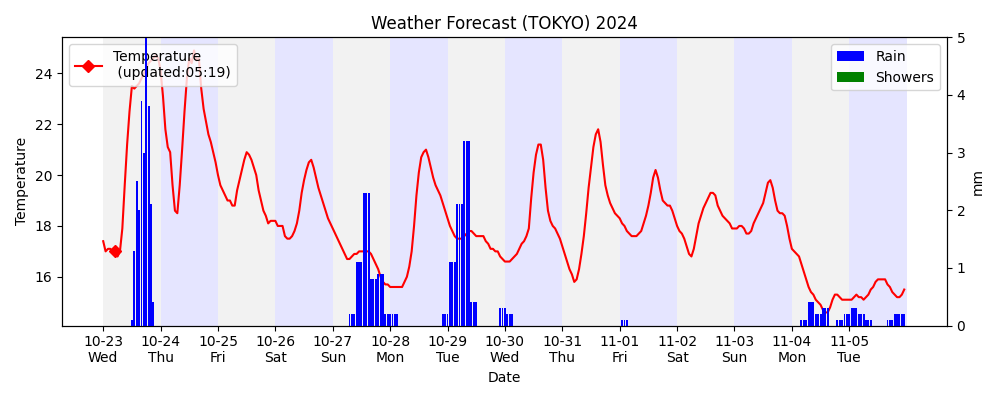 Weather Forecast (TOKYO) 2024
Temperature
(updated:05:19)
Rain
Showers
Temperature
24
22
20
18
16
5
4
3
2
1
0
mm
10-23 10-24 10-25 10-26 10-27 10-28 10-29 10-30 10-31 11-01 11-02 11-03 11-04 11-05
Wed Thu Fri Sat Sun Mon Tue Wed Thu Fri Sat Sun Mon Tue
Date